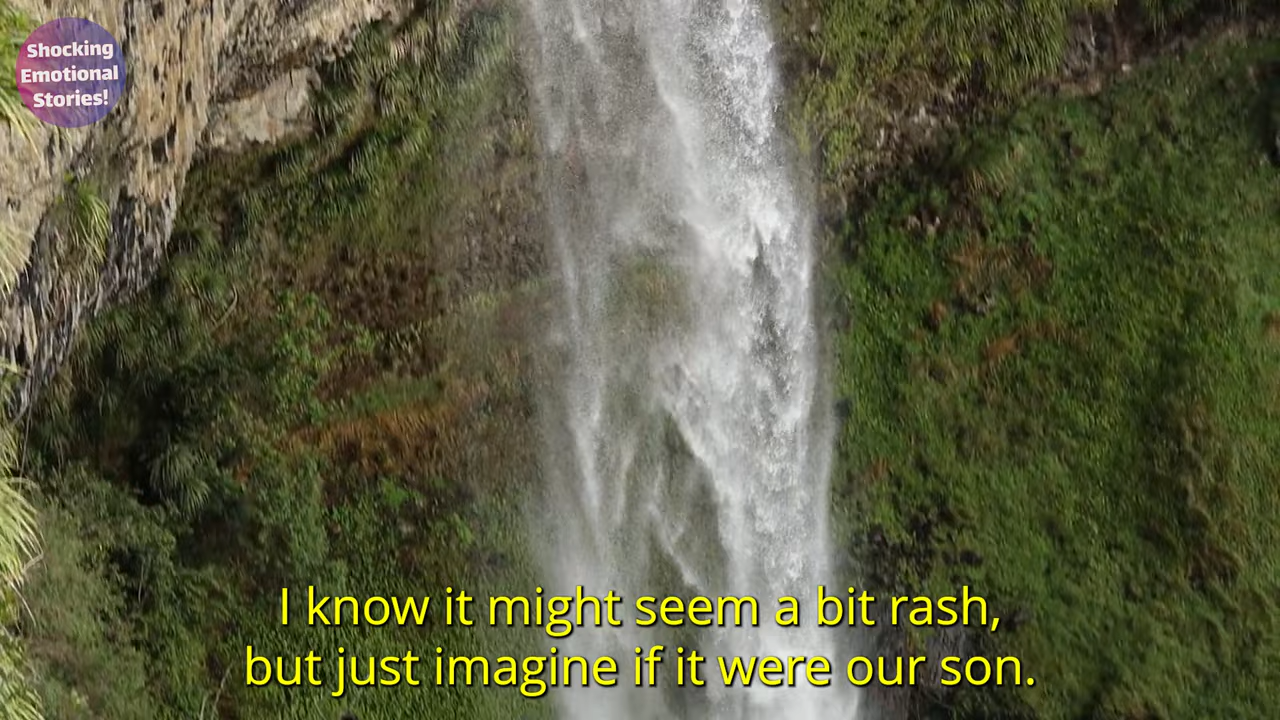 Shocking
Emotional
Stories!
I know it might seem a bit rash,
but just imagine if it were our son.